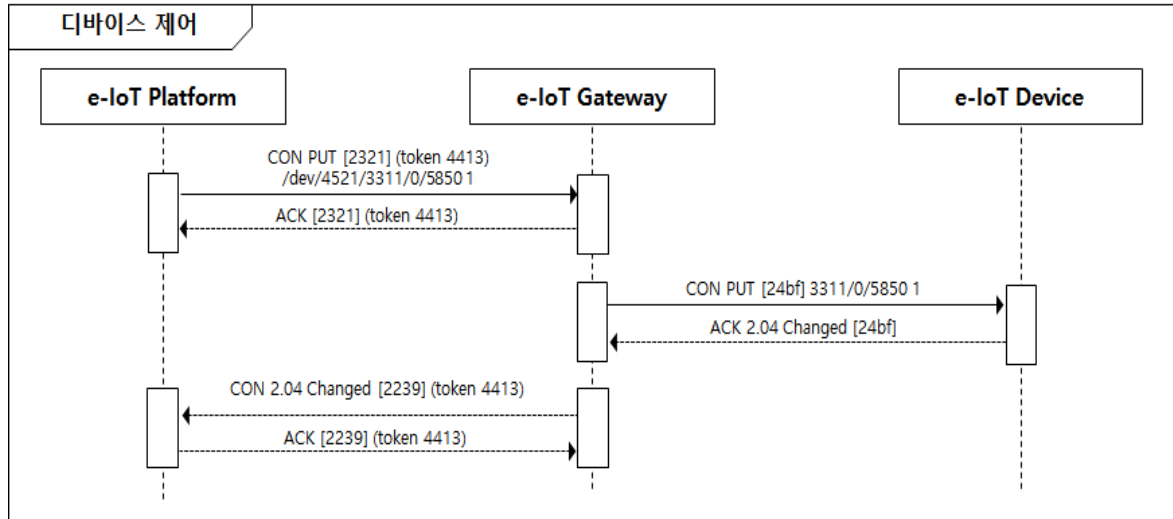 디바이스 제어
e-IoT Platform
e-IoT Gateway
e-IoT Device
CON PUT [2321] (token 4413)
/dev/4521/3311/0/5850 1
ACK [2321] (token 4413)
CON PUT [24bf] 3311/0/5850 1
ACK 2.04 Changed [24bf]
CON 2.04 Changed [2239] (token 4413)
ACK [2239] (token 4413)